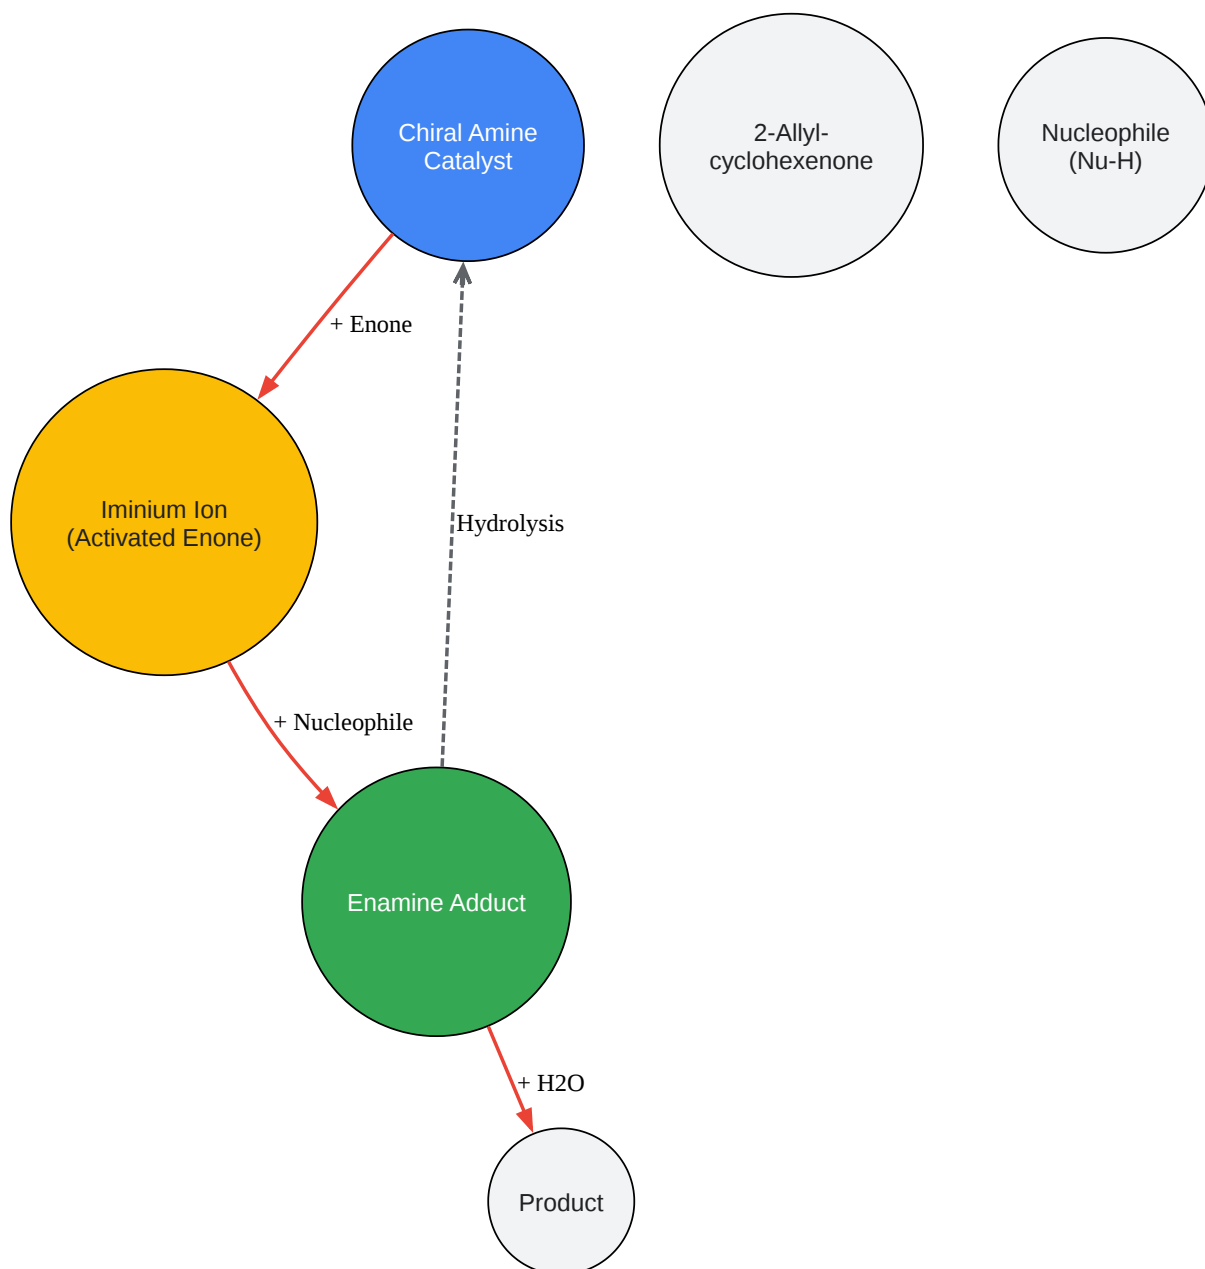 Chiral Amine
Catalyst
2-Allyl-
cyclohexenone
Nucleophile
(Nu-H)
+ Enone
Iminium Ion
(Activated Enone)
Hydrolysis
+ Nucleophile
Enamine Adduct
+ H2O
Product